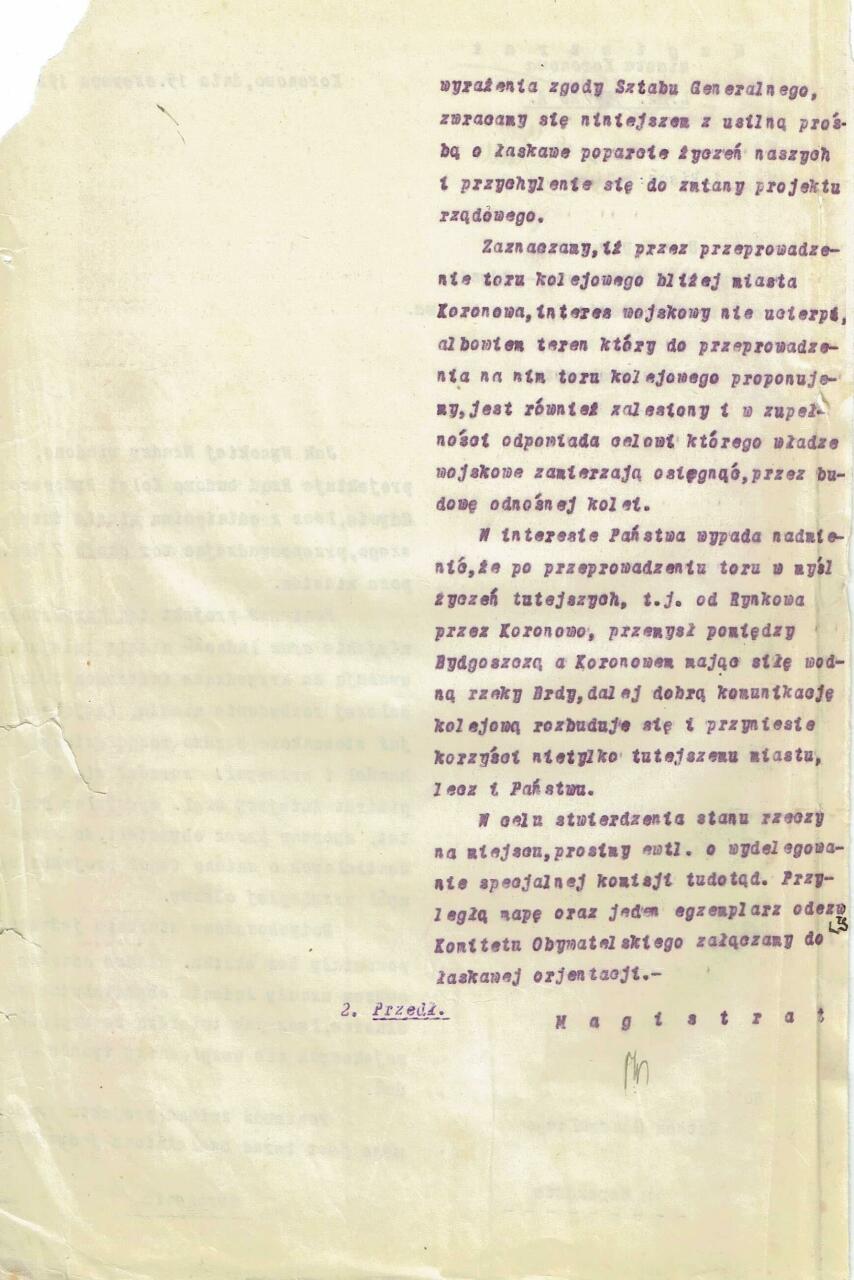 wyrażenia zgody Sztabu Generalnego,
zwracamy się niniejszem z usilną proś-
bą o łaskawe poparcie życzeń naszych
i przychylenie się do zmiany projektu
rządowego.
Zaznaczamy,iż przez przeprowadze-
nie toru kolejowego bliżej miasta
Koronowa,interes wojskowy nie ucierpi,
albowiem teren który do przeprowadze-
nia na nim toru kolejowego proponuje-
my,jest również zalesiony i w zupeł-
ności odpowiada celowi którego władze
wojskowe zamierzają osięgnąć,przez bu-
dowę odnośnej kolei.
W interesie Państwa wypada nadmie-
nić,że po przeprowadzeniu toru w myśl
życzeń tutejszych, t.j. od Rynkowa
przez Koronowo, przemysł pomiędzy
Bydgoszczą a Koronowem mając siłę wod-
ną rzeki Brdy,dalej dobrą komunikację
kolejową rozbuduje się i przyniesie
korzyści nietylko tutejszemu miastu,
lecz i Państwu.
W celu stwierdzenia stanu rzeczy
na miejscu,prosimy ewtl. o wydelegowa-
nie specjalnej komisji tudotąd. Przy-
ległą mapę oraz jeden egzemplarz odezw
Komitetu Obywatelskiego załączamy do
łaskawej orjentacji.-
2. Przedł.
M a g i s t r a t